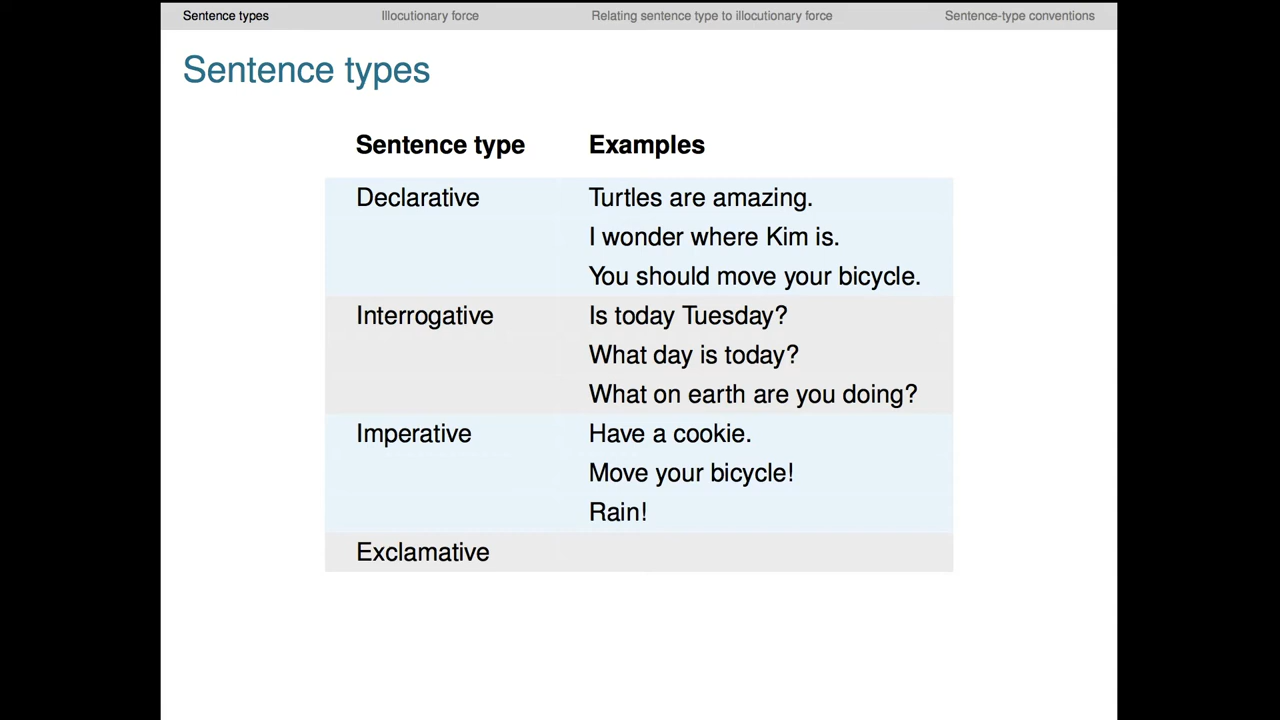 Sentence types Illocutionary force Relating sentence type to illocutionary force Sentence-type conventions
Sentence types
Sentence type Examples
Declarative Turtles are amazing.
I wonder where Kim is.
You should move your bicycle.
Interrogative Is today Tuesday?
What day is today?
What on earth are you doing?
Imperative Have a cookie.
Move your bicycle!
Rain!
Exclamative